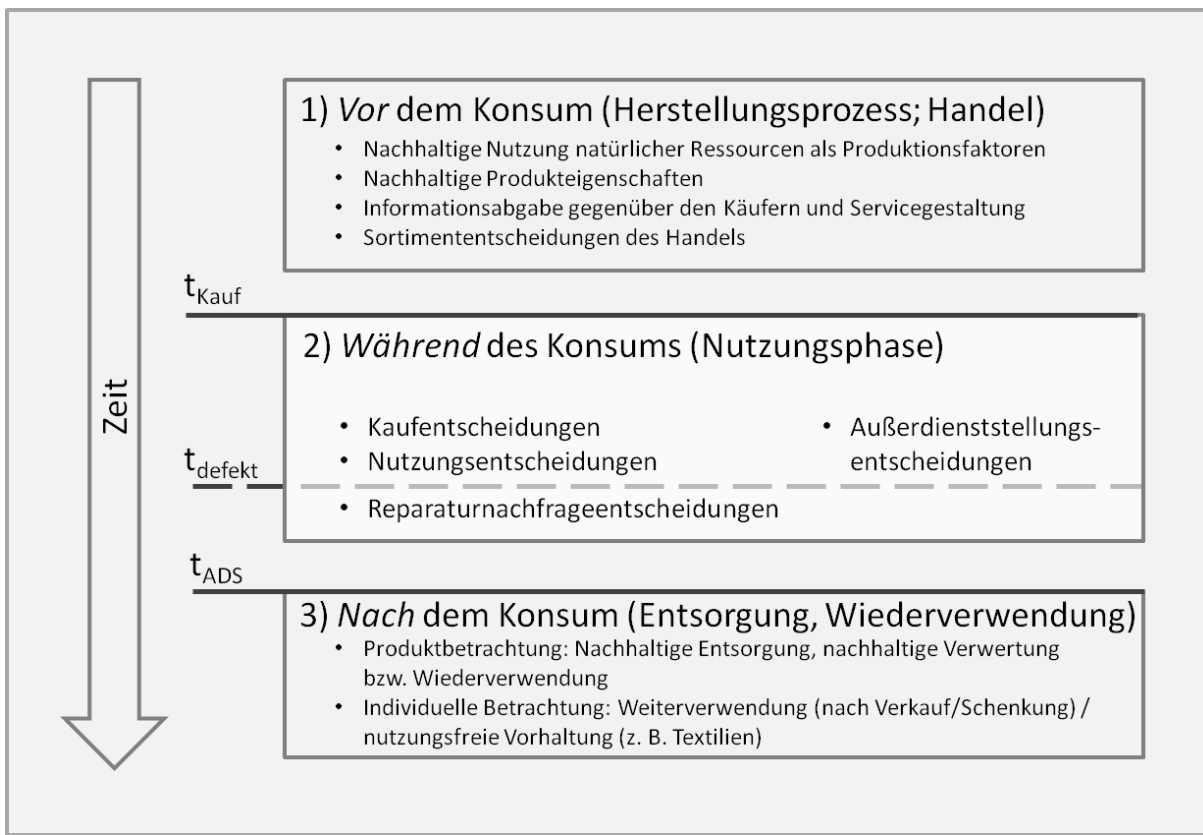 1) Vor dem Konsum (Herstellungsprozess; Handel)
• Nachhaltige Nutzung natürlicher Ressourcen als Produktionsfaktoren
• Nachhaltige Produkteigenschaften
• Informationsabgabe gegenüber den Käufern und Servicegestaltung
• Sortimententscheidungen des Handels
tKauf
2) Während des Konsums (Nutzungsphase)
Zeit
• Kaufentscheidungen
• Nutzungsentscheidungen
• Außerdienststellungs-
entscheidungen
tdefekt
• Reparaturnachfrageentscheidungen
tADS
3) Nach dem Konsum (Entsorgung, Wiederverwendung)
• Produktbetrachtung: Nachhaltige Entsorgung, nachhaltige Verwertung
bzw. Wiederverwendung
• Individuelle Betrachtung: Weiterverwendung (nach Verkauf/Schenkung) /
nutzungsfreie Vorhaltung (z. B. Textilien)